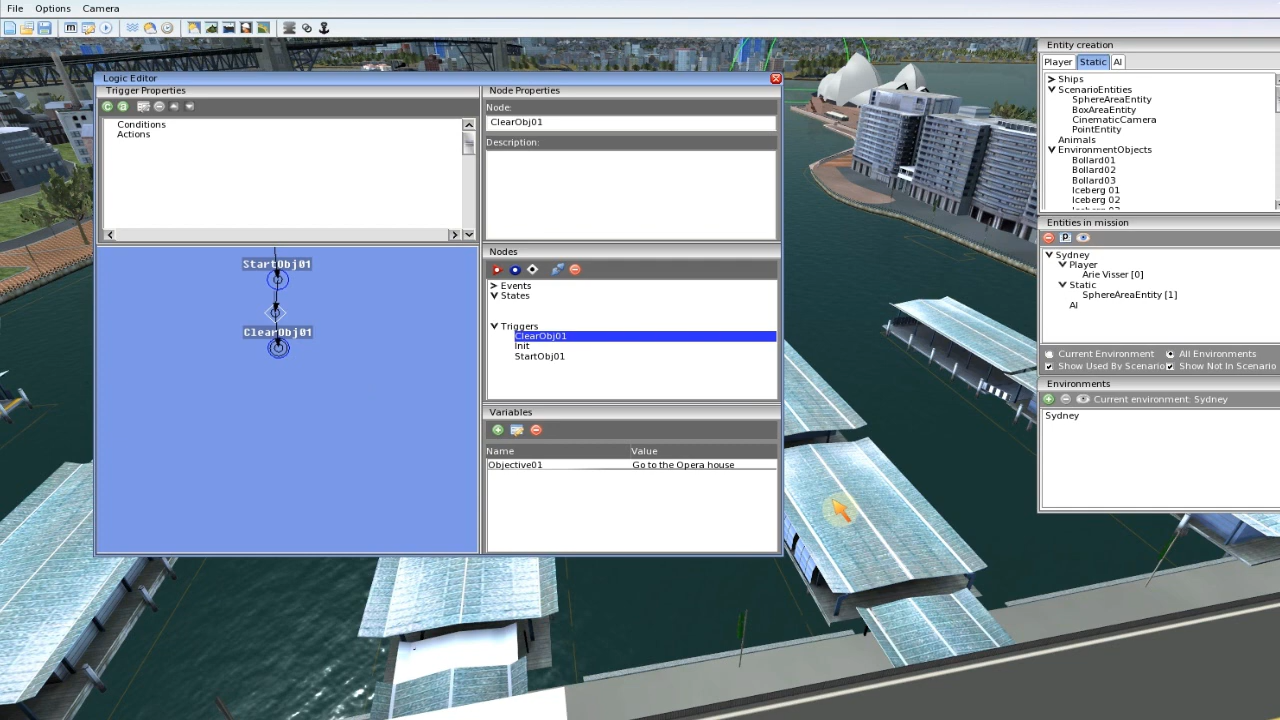 File Options Camera
Logic Editor
Trigger Properties
Conditions
Actions
StartObj01
ClearObj01
Node Properties
Node:
ClearObj01
Description:
Nodes
Events
States
Triggers
ClearObj01
Init
StartObj01
Variables
Name Value
Objective01 Go to the Opera house
Entity creation
Player Static AI
Ships
ScenarioEntities
SphereAreaEntity
BoxAreaEntity
CinematicCamera
PointEntity
Animals
EnvironmentObjects
Bollard01
Bollard02
Bollard03
Iceberg 01
Iceberg 02
Entities in mission
Sydney
Player
Arie Visser [0]
Static
SphereAreaEntity [1]
AI
Current Environment All Environments
Show Used By Scenario Show Not In Scenario
Environments
Current environment: Sydney
Sydney